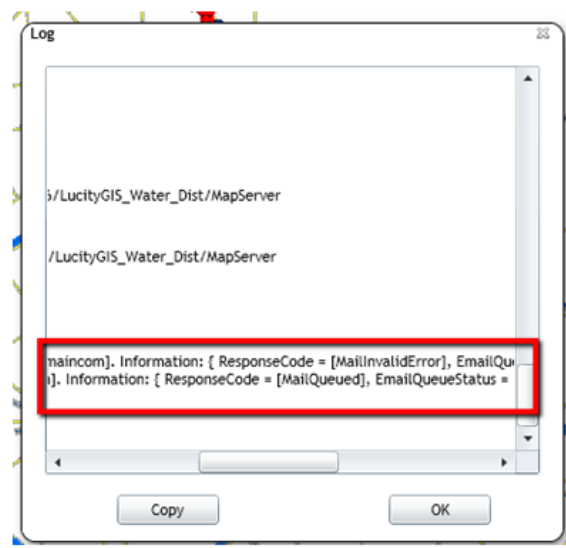 Log
/LucityGIS_Water_Dist/MapServer
/LucityGIS_Water_Dist/MapServer
maincom]. Information: { ResponseCode = [MailInvalidError], EmailQu
]. Information: { ResponseCode = [MailQueued], EmailQueueStatus =
Copy
OK